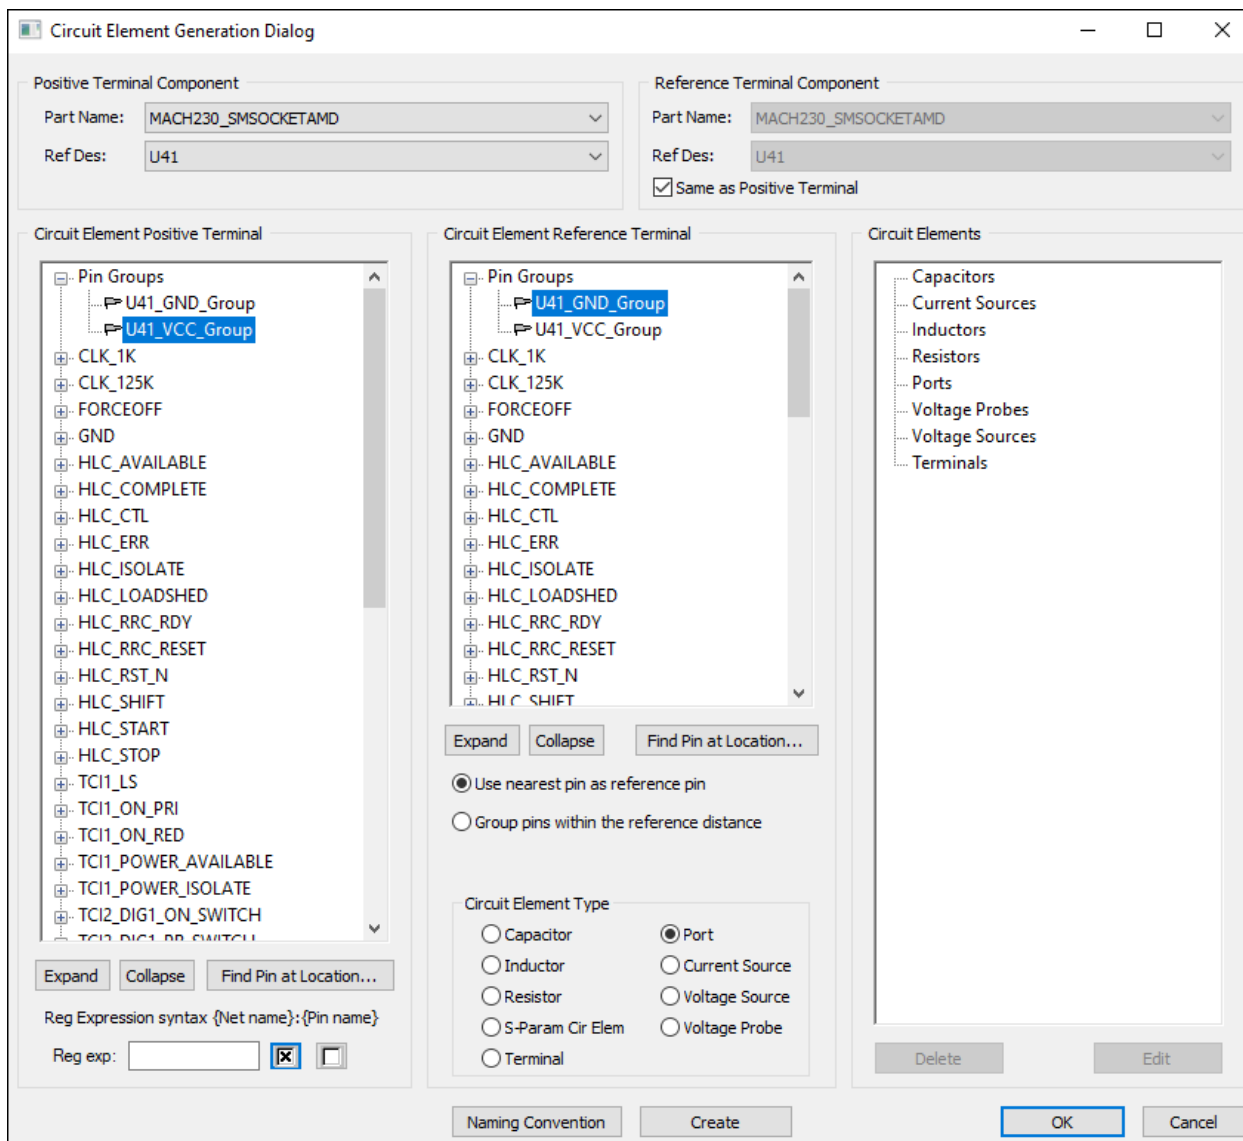 Circuit Element Generation Dialog
Positive Terminal Component
Part Name: MACH230_SMSOCKETAMD
Ref Des: U41
Reference Terminal Component
Part Name: MACH230_SMSOCKETAMD
Ref Des: U41
Same as Positive Terminal
Circuit Element Positive Terminal
Pin Groups
U41_GND_Group
U41_VCC_Group
CLK_1K
CLK_125K
FORCEOFF
GND
HLC_AVAILABLE
HLC_COMPLETE
HLC_CTL
HLC_ERR
HLC_ISOLATE
HLC_LOADSHED
HLC_RRC_RDY
HLC_RRC_RESET
HLC_RST_N
HLC_SHIFT
HLC_START
HLC_STOP
TCI1_LS
TCI1_ON_PRI
TCI1_ON_RED
TCI1_POWER_AVAILABLE
TCI1_POWER_ISOLATE
TCI2_DIG1_ON_SWITCH
TCI2_DIG1_PB_SWITCH
Expand Collapse Find Pin at Location...
Reg Expression syntax {Net name}:{Pin name}
Reg exp:
Circuit Element Reference Terminal
Pin Groups
U41_GND_Group
U41_VCC_Group
CLK_1K
CLK_125K
FORCEOFF
GND
HLC_AVAILABLE
HLC_COMPLETE
HLC_CTL
HLC_ERR
HLC_ISOLATE
HLC_LOADSHED
HLC_RRC_RDY
HLC_RRC_RESET
HLC_RST_N
HLC_SHIFT
Expand Collapse Find Pin at Location...
Use nearest pin as reference pin
Group pins within the reference distance
Circuit Element Type
Capacitor Port
Inductor Current Source
Resistor Voltage Source
S-Param Cir Elem Voltage Probe
Terminal
Circuit Elements
Capacitors
Current Sources
Inductors
Resistors
Ports
Voltage Probes
Voltage Sources
Terminals
Delete Edit
Naming Convention Create OK Cancel